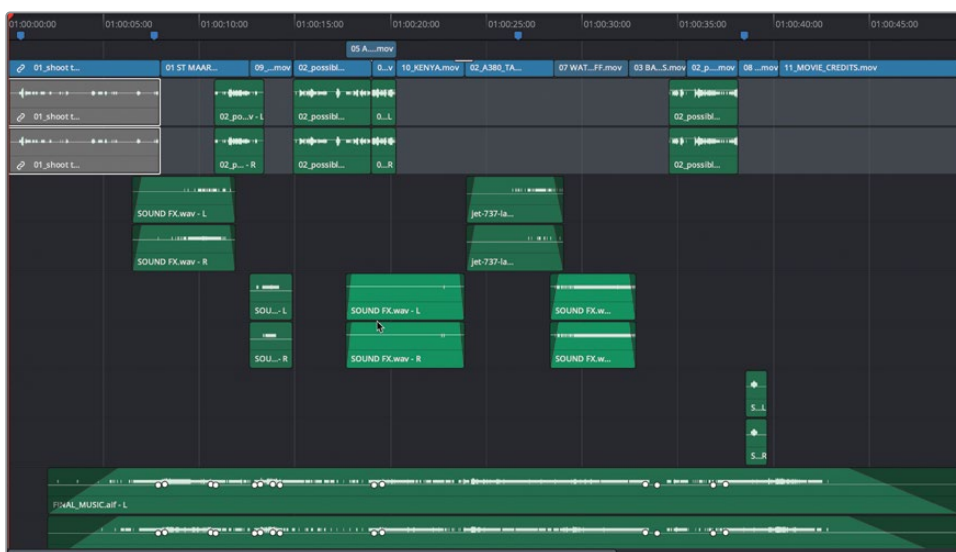 01:00:00:00 01:00:05:00 01:00:10:00 01:00:15:00 01:00:20:00 01:00:25:00 01:00:30:00 01:00:35:00 01:00:40:00 01:00:45:00
05 A....mov
01_shoot t... 01 ST MAAR... 09_...mov 02_possibl... 0...v 10_KENYA.mov 02_A380_TA... 07 WAT...FF.mov 03 BA...S.mov 02_p....mov 08 ...mov 11_MOVIE_CREDITS.mov
01_shoot t... 02_po...v - L 02_possibl... 0...L 02_possibl...
01_shoot t... 02_p... - R 02_possibl... 0...R 02_possibl...
SOUND FX.wav - L jet-737-la...
SOUND FX.wav - R jet-737-la...
SOU...- L SOUND FX.wav - L SOUND FX.w...
SOU...- R SOUND FX.wav - R SOUND FX.w...
S...L
S...R
FINAL_MUSIC.aif - L